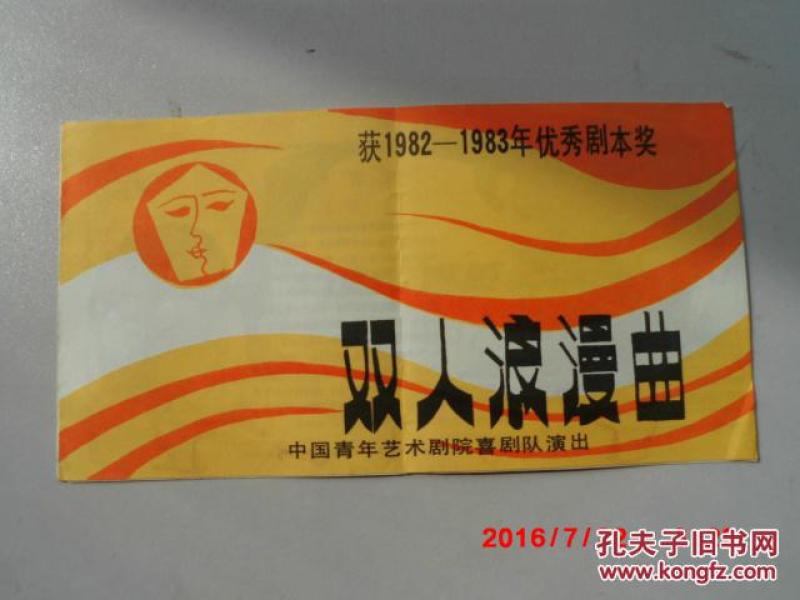 获1982—1983年优秀剧本奖
双人浪漫曲
中国青年艺术剧院喜剧队演出
2016/7/
孔夫子旧书网
www.kongfz.com